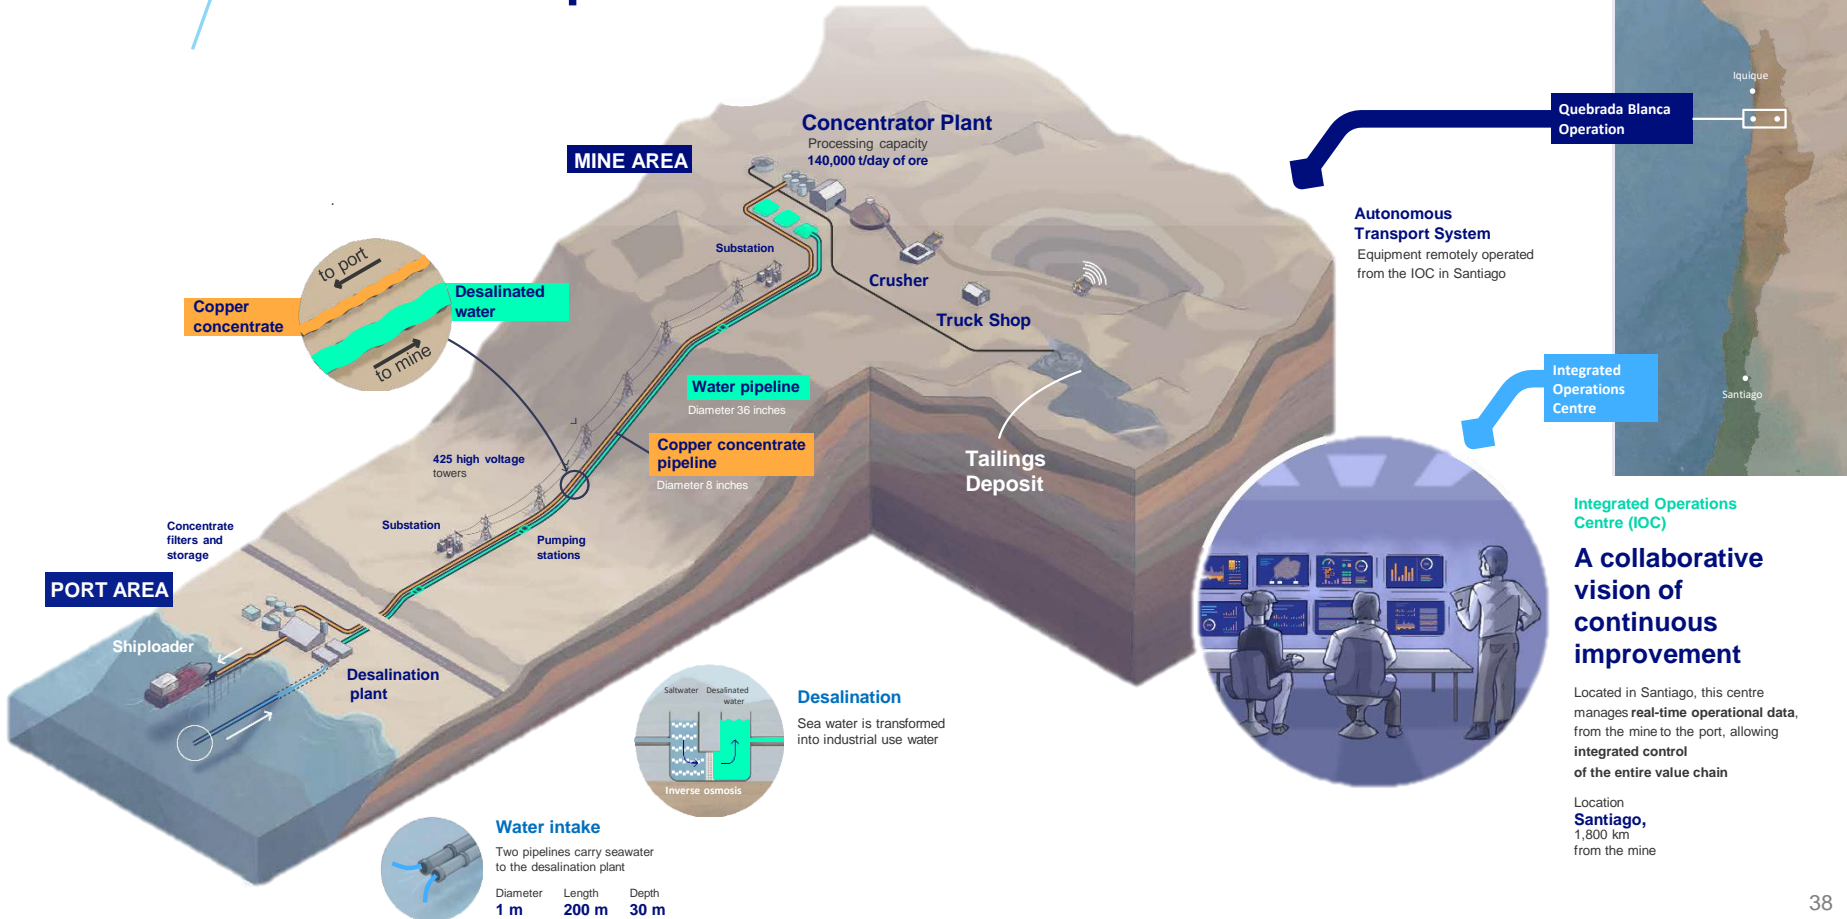 Concentrator Plant
Processing capacity
140,000 t/day of ore
MINE AREA
Substation
Crusher
Truck Shop
to port
to mine
Copper
concentrate
Desalinated
water
Water pipeline
Diameter 36 inches
Copper concentrate
pipeline
Diameter 8 inches
425 high voltage
towers
Substation
Pumping
stations
Tailings
Deposit
Concentrate
filters and
storage
PORT AREA
Shiploader
Desalination
plant
Saltwater
Desalinated
water
Inverse osmosis
Desalination
Sea water is transformed
into industrial use water
Water intake
Two pipelines carry seawater
to the desalination plant
Diameter
1 m
Length
200 m
Depth
30 m
Quebrada Blanca
Operation
Iquique
Autonomous
Transport System
Equipment remotely operated
from the IOC in Santiago
Integrated
Operations
Centre
Santiago
Integrated Operations
Centre (IOC)
A collaborative
vision of
continuous
improvement
Located in Santiago, this centre
manages real-time operational data,
from the mine to the port, allowing
integrated control
of the entire value chain
Location
Santiago,
1,800 km
from the mine
38